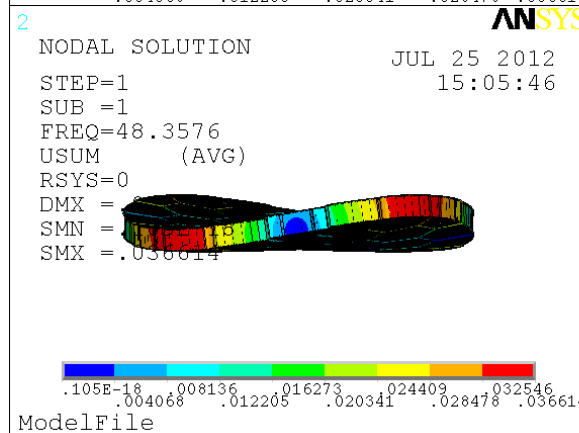 2
ANSYS
NODAL SOLUTION
JUL 25 2012
15:05:46
STEP=1
SUB =1
FREQ=48.3576
USUM (AVG)
RSYS=0
DMX =
SMN =
SMX =.036614
.105E-18 .008136 .016273 .024409 .032546
.004068 .012205 .020341 .028478 .036614
ModelFile